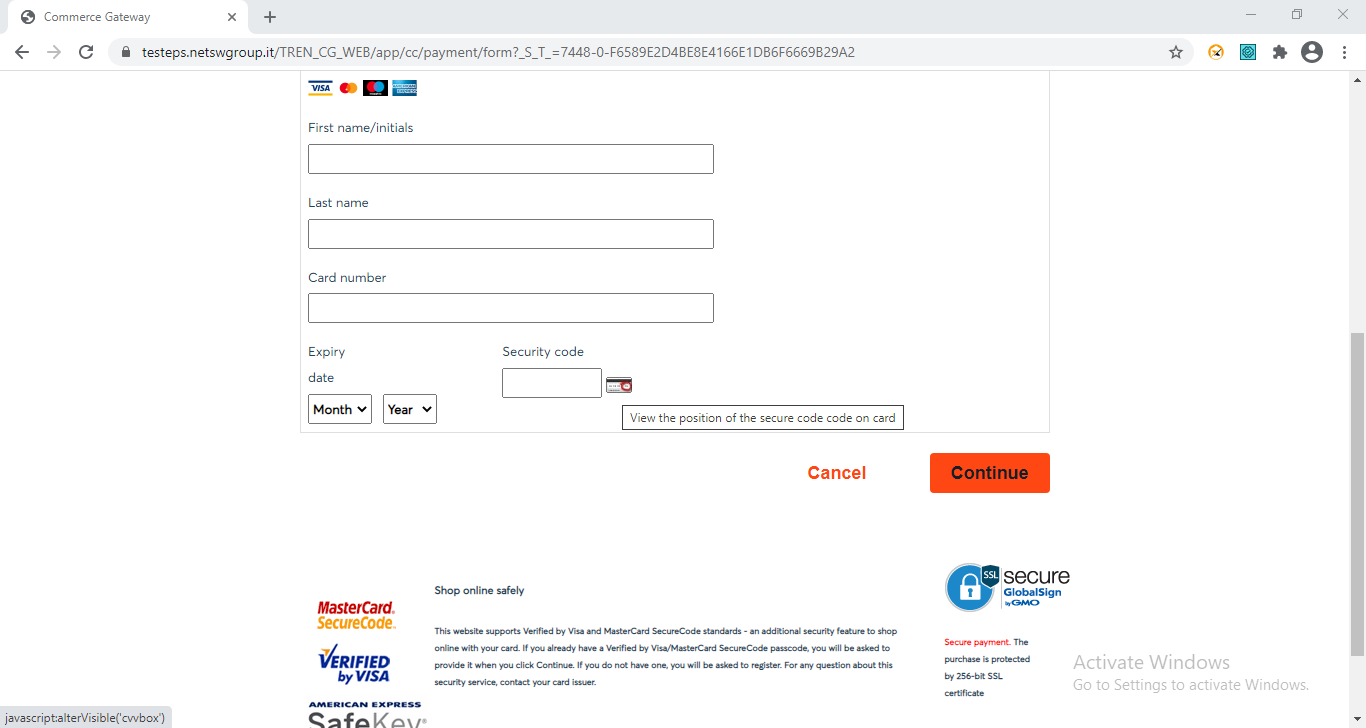 Commerce Gateway
testeps.netswgroup.it/TREN_CG_WEB/app/cc/payment/form?_S_T_=7448-0-F6589E2D4BE8E4166E1DB6F6669B29A2
VISA
First name/initials
Last name
Card number
Expiry
date
Security code
Month
Year
View the position of the secure code code on card
Cancel
Continue
MasterCard.
SecureCode.
VERIFIED
by VISA
AMERICAN EXPRESS
SafeKey
Shop online safely
This website supports Verified by Visa and MasterCard SecureCode standards - an additional security feature to shop
online with your card. If you already have a Verified by Visa/MasterCard SecureCode passcode, you will be asked to
provide it when you click Continue. If you do not have one, you will be asked to register. For any question about this
security service, contact your card issuer.
SSL
secure
GlobalSign
by GMO
Secure payment. The
purchase is protected
by 256-bit SSL
certificate
Activate Windows
Go to Settings to activate Windows.
javascript:alterVisible('cvvbox')